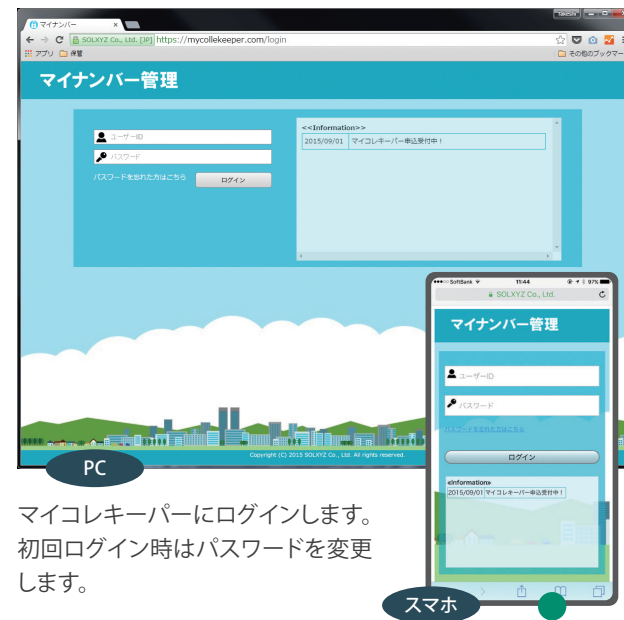 マイナンバー
SOLXYZ Co., Ltd. [JP] https://mycollekeeper.com/login
アプリ 保管 その他のブックマー
マイナンバー管理
ユーザーID
パスワード
パスワードを忘れた方はこちら ログイン
<<Information>>
2015/09/01 マイコレキーパー申込受付中！
Copyright (C) 2015 SOLXYZ Co., Ltd. All rights reserved.
PC
SoftBank 11:44 97%
SOLXYZ Co., Ltd.
マイナンバー管理
ユーザーID
パスワード
パスワードを忘れた方はこちら
ログイン
«Information»
2015/09/01 マイコレキーパー申込受付中！
スマホ
マイコレキーパーにログインします。
初回ログイン時はパスワードを変更
します。